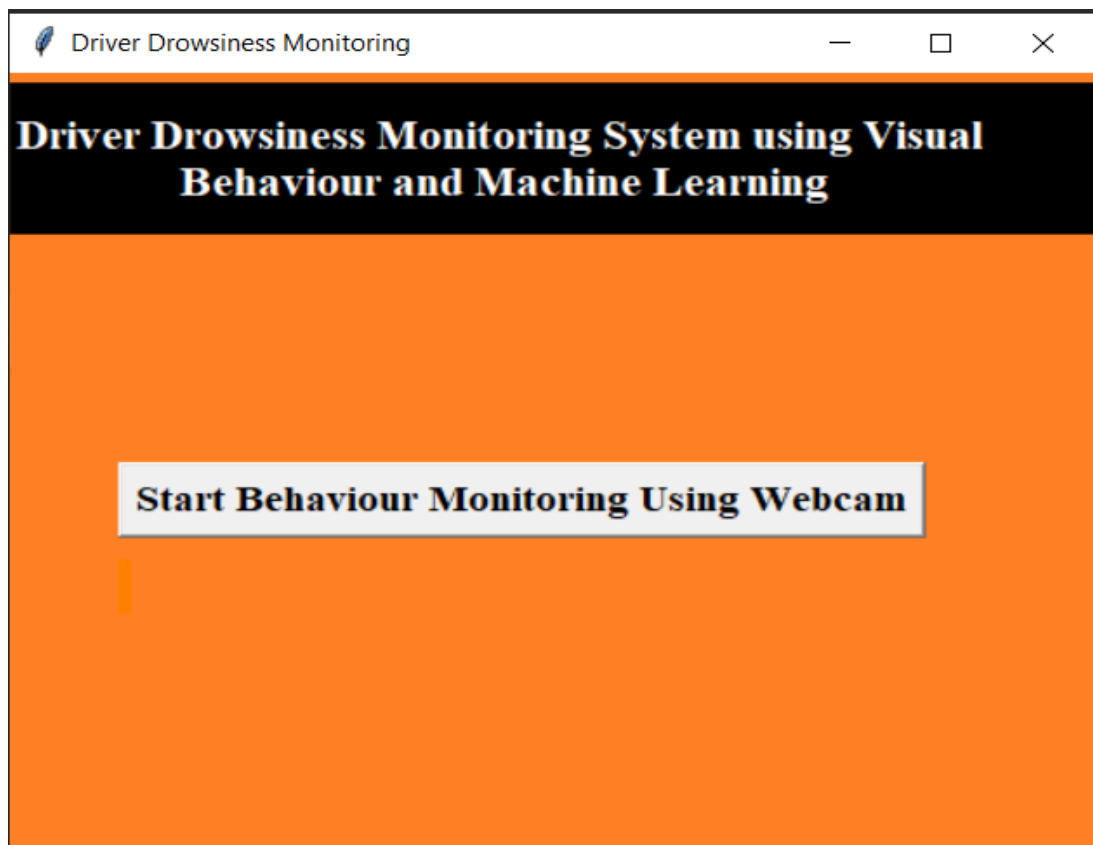 Driver Drowsiness Monitoring
Driver Drowsiness Monitoring System using Visual
Behaviour and Machine Learning
Start Behaviour Monitoring Using Webcam